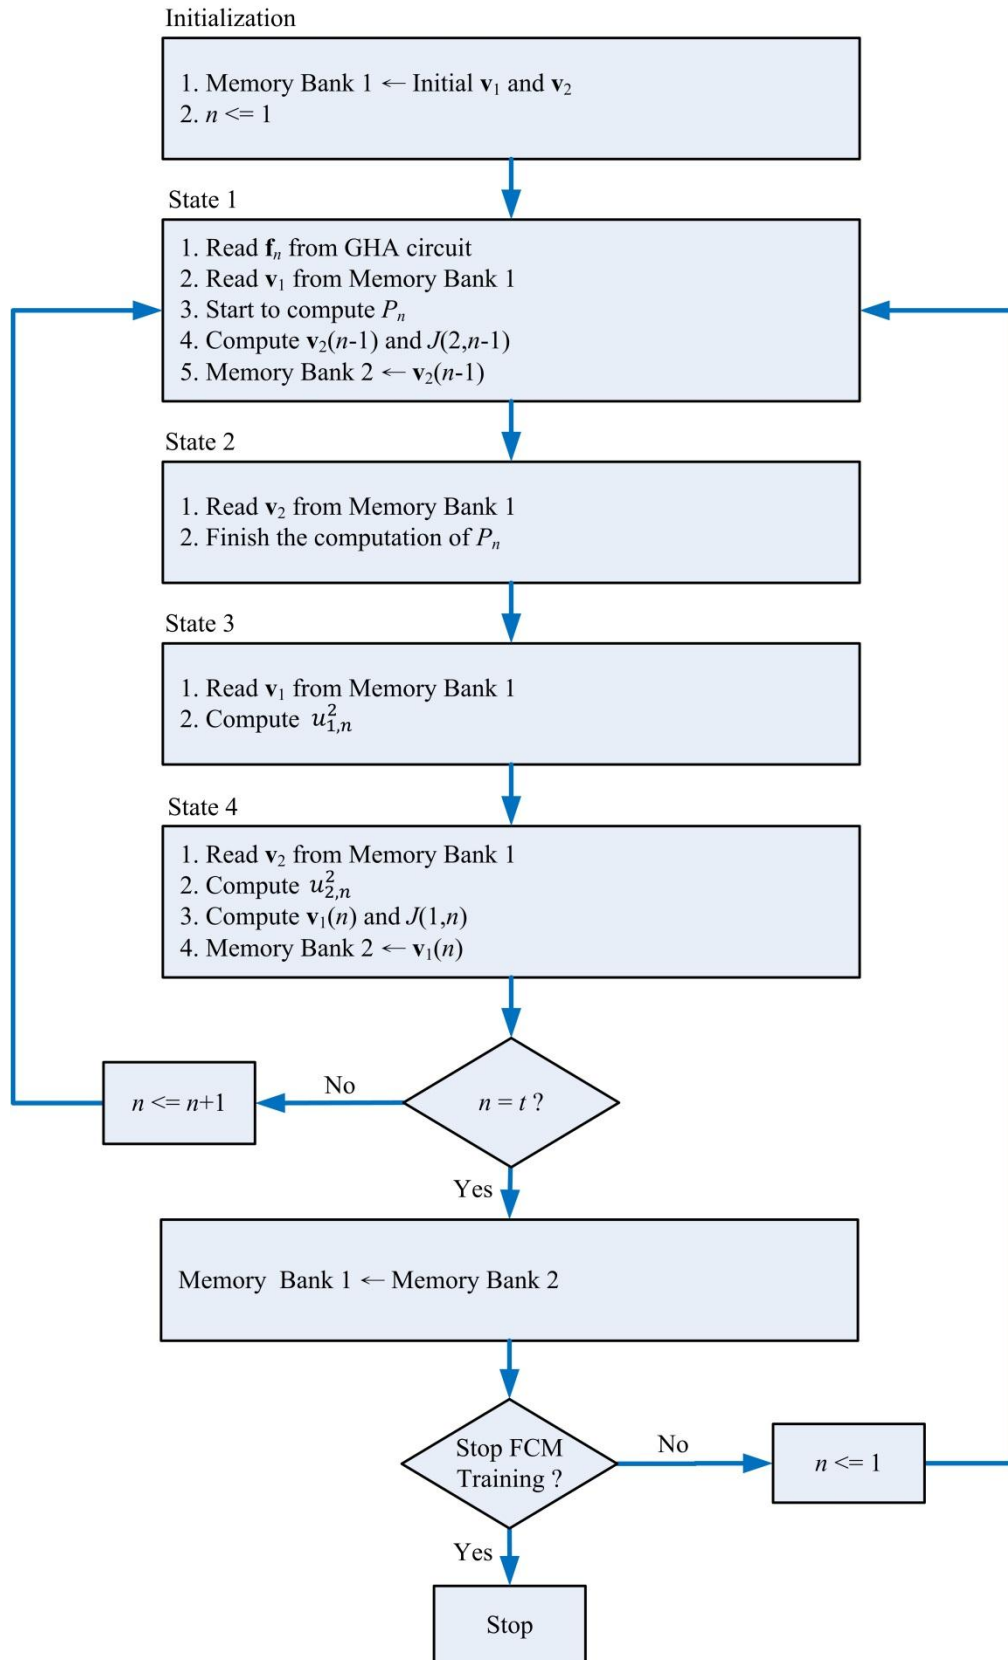 Initialization
1. Memory Bank 1 ← Initial v₁ and v₂
2. n <= 1
State 1
1. Read fₙ from GHA circuit
2. Read v₁ from Memory Bank 1
3. Start to compute Pₙ
4. Compute v₂(n-1) and J(2,n-1)
5. Memory Bank 2 ← v₂(n-1)
State 2
1. Read v₂ from Memory Bank 1
2. Finish the computation of Pₙ
State 3
1. Read v₁ from Memory Bank 1
2. Compute u²₁,ₙ
State 4
1. Read v₂ from Memory Bank 1
2. Compute u²₂,ₙ
3. Compute v₁(n) and J(1,n)
4. Memory Bank 2 ← v₁(n)
n <= n+1
No
n = t ?
Yes
Memory Bank 1 ← Memory Bank 2
Stop FCM
Training ?
No
n <= 1
Yes
Stop